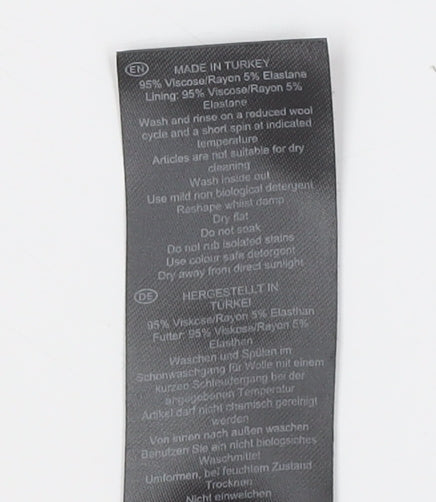 EN MADE IN TURKEY
95% Viscose/Rayon 5% Elastane
Lining: 95% Viscose/Rayon 5%
Elastane
Wash and rinse on a reduced wool
cycle and a short spin at indicated
temperature
Articles are not suitable for dry
cleaning
Wash inside out
Use mild non biological detergent
Reshape whilst damp
Dry flat
Do not soak
Do not rub isolated stains
Use colour safe detergent
Dry away from direct sunlight
DE HERGESTELLT IN
TÜRKEI
95% Viskose/Rayon 5% Elasthan
Futter: 95% Viskose/Rayon 5%
Elasthan
Waschen und Spülen im
Schonwaschgang für Wolle mit einem
kurzen Schleudergang bei der
angegebenen Temperatur
Artikel darf nicht chemisch gereinigt
werden
Von innen nach außen waschen
Benutzen Sie ein nicht biologisches
Waschmittel
Umformen, bei feuchtem Zustand
Trocknen
Nicht einweichen